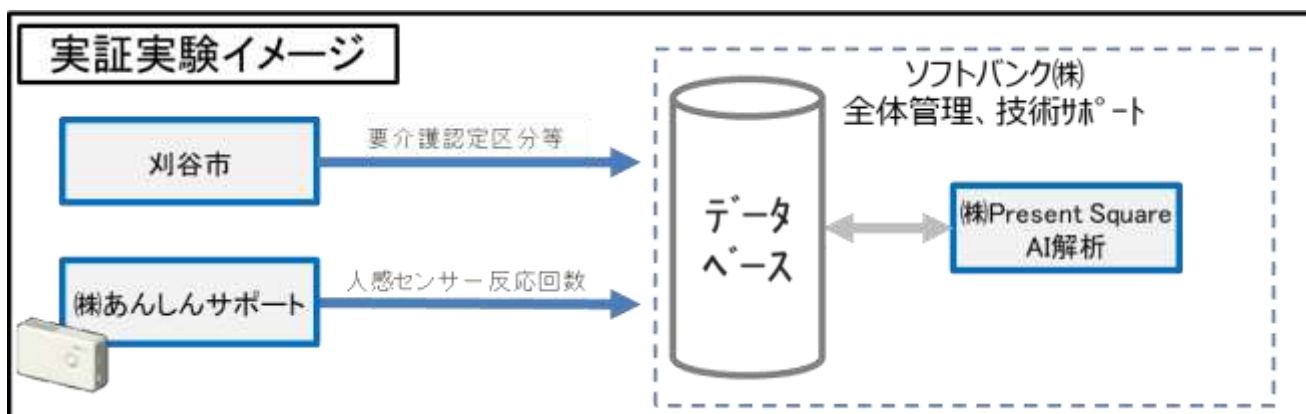 実証実験イメージ
刈谷市
要介護認定区分等
㈱あんしんサポート
人感センサー反応回数
ソフトバンク㈱
全体管理、技術ｻﾎﾟｰﾄ
データ
ベース
㈱Present Square
AI解析